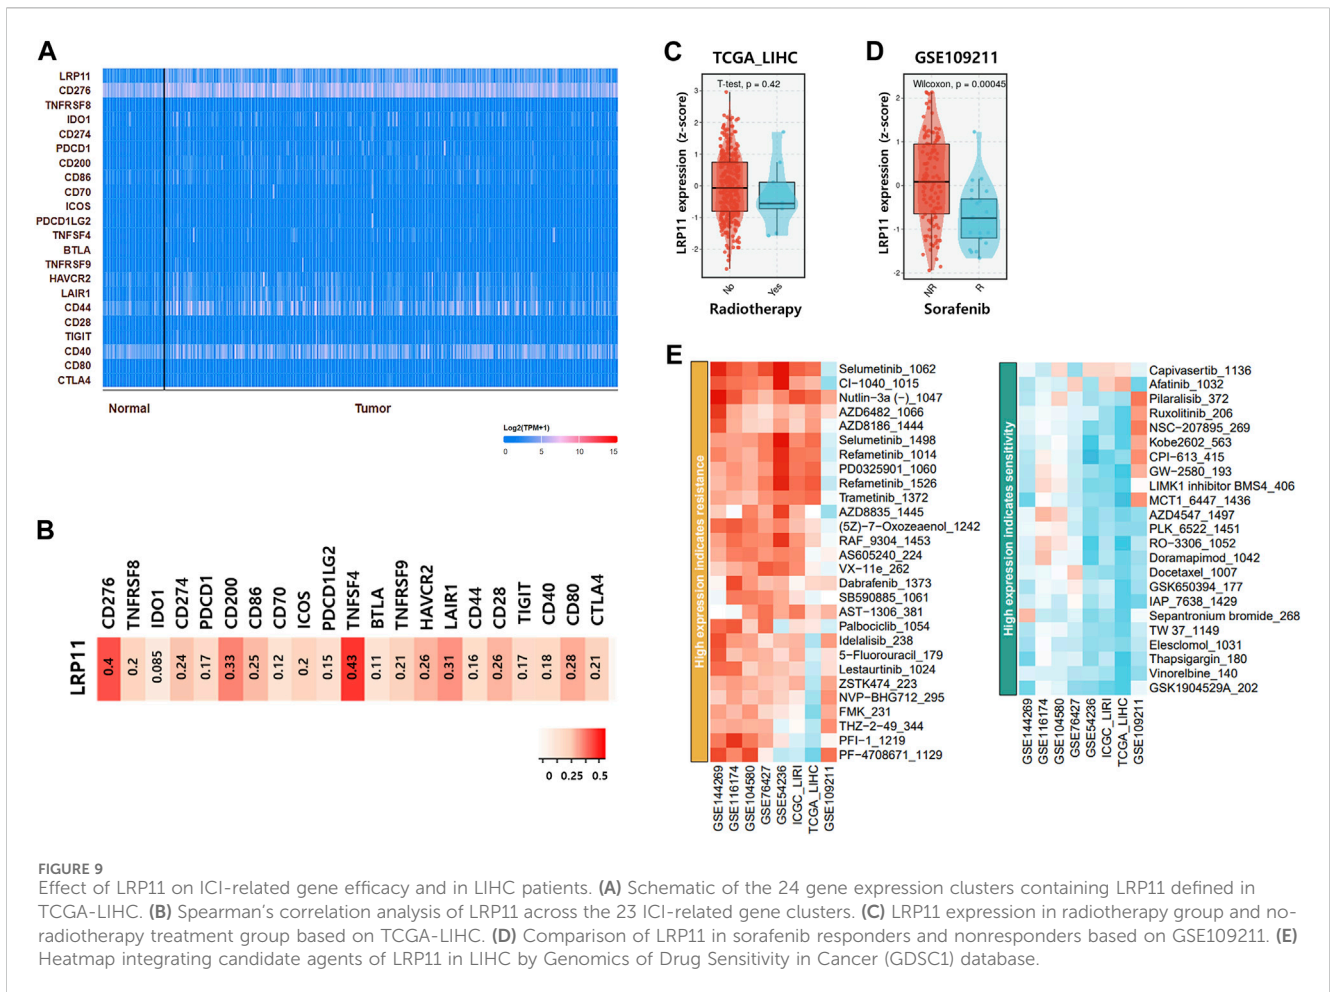 A
LRP11
CD276
TNFRSF8
IDO1
CD274
PDCD1
CD200
CD86
CD70
ICOS
PDCD1LG2
TNFSF4
BTLA
TNFRSF9
HAVCR2
LAIR1
CD44
CD28
TIGIT
CD40
CD80
CTLA4
Normal
Tumor
Log2(TPM+1)
0 5 10 15
B
CD276
TNFRSF8
IDO1
CD274
PDCD1
CD200
CD86
CD70
ICOS
PDCD1LG2
TNFSF4
BTLA
TNFRSF9
HAVCR2
LAIR1
CD44
CD28
TIGIT
CD40
CD80
CTLA4
LRP11
0.4
0.2
0.085
0.24
0.17
0.33
0.25
0.12
0.2
0.15
0.43
0.11
0.21
0.26
0.31
0.16
0.26
0.17
0.18
0.28
0.21
0 0.25 0.5
C
TCGA_LIHC
T-test, p = 0.42
LRP11 expression (z-score)
3
2
1
0
-1
-2
No
Yes
Radiotherapy
D
GSE109211
Wilcoxon, p = 0.00045
LRP11 expression (z-score)
2
1
0
-1
-2
NR
R
Sorafenib
E
High expression indicates resistance
Selumetinib_1062
CI-1040_1015
Nutlin-3a (-)_1047
AZD6482_1066
AZD8186_1444
Selumetinib_1498
Refametinib_1014
PD0325901_1060
Refametinib_1526
Trametinib_1372
AZD8835_1445
(5Z)-7-Oxozeaenol_1242
RAF_9304_1453
AS605240_224
VX-11e_262
Dabrafenib_1373
SB590885_1061
AST-1306_381
Palbociclib_1054
Idelalisib_238
5-Fluorouracil_179
Lestaurtinib_1024
ZSTK474_223
NVP-BHG712_295
FMK_231
THZ-2-49_344
PFI-1_1219
PF-4708671_1129
GSE144269
GSE116174
GSE104580
GSE76427
GSE54236
ICGC_LIRI
TCGA_LIHC
GSE109211
High expression indicates sensitivity
Capivasertib_1136
Afatinib_1032
Pilaralisib_372
Ruxolitinib_206
NSC-207895_269
Kobe2602_563
CPI-613_415
GW-2580_193
LIMK1 inhibitor BMS4_406
MCT1_6447_1436
AZD4547_1497
PLK_6522_1451
RO-3306_1052
Doramapimod_1042
Docetaxel_1007
GSK650394_177
IAP_7638_1429
Sepantronium bromide_268
TW 37_1149
Elesclomol_1031
Thapsigargin_180
Vinorelbine_140
GSK1904529A_202
GSE144269
GSE116174
GSE104580
GSE76427
GSE54236
ICGC_LIRI
TCGA_LIHC
GSE109211
FIGURE 9
Effect of LRP11 on ICI-related gene efficacy and in LIHC patients. (A) Schematic of the 24 gene expression clusters containing LRP11 defined in
TCGA-LIHC. (B) Spearman's correlation analysis of LRP11 across the 23 ICI-related gene clusters. (C) LRP11 expression in radiotherapy group and no-
radiotherapy treatment group based on TCGA-LIHC. (D) Comparison of LRP11 in sorafenib responders and nonresponders based on GSE109211. (E)
Heatmap integrating candidate agents of LRP11 in LIHC by Genomics of Drug Sensitivity in Cancer (GDSC1) database.